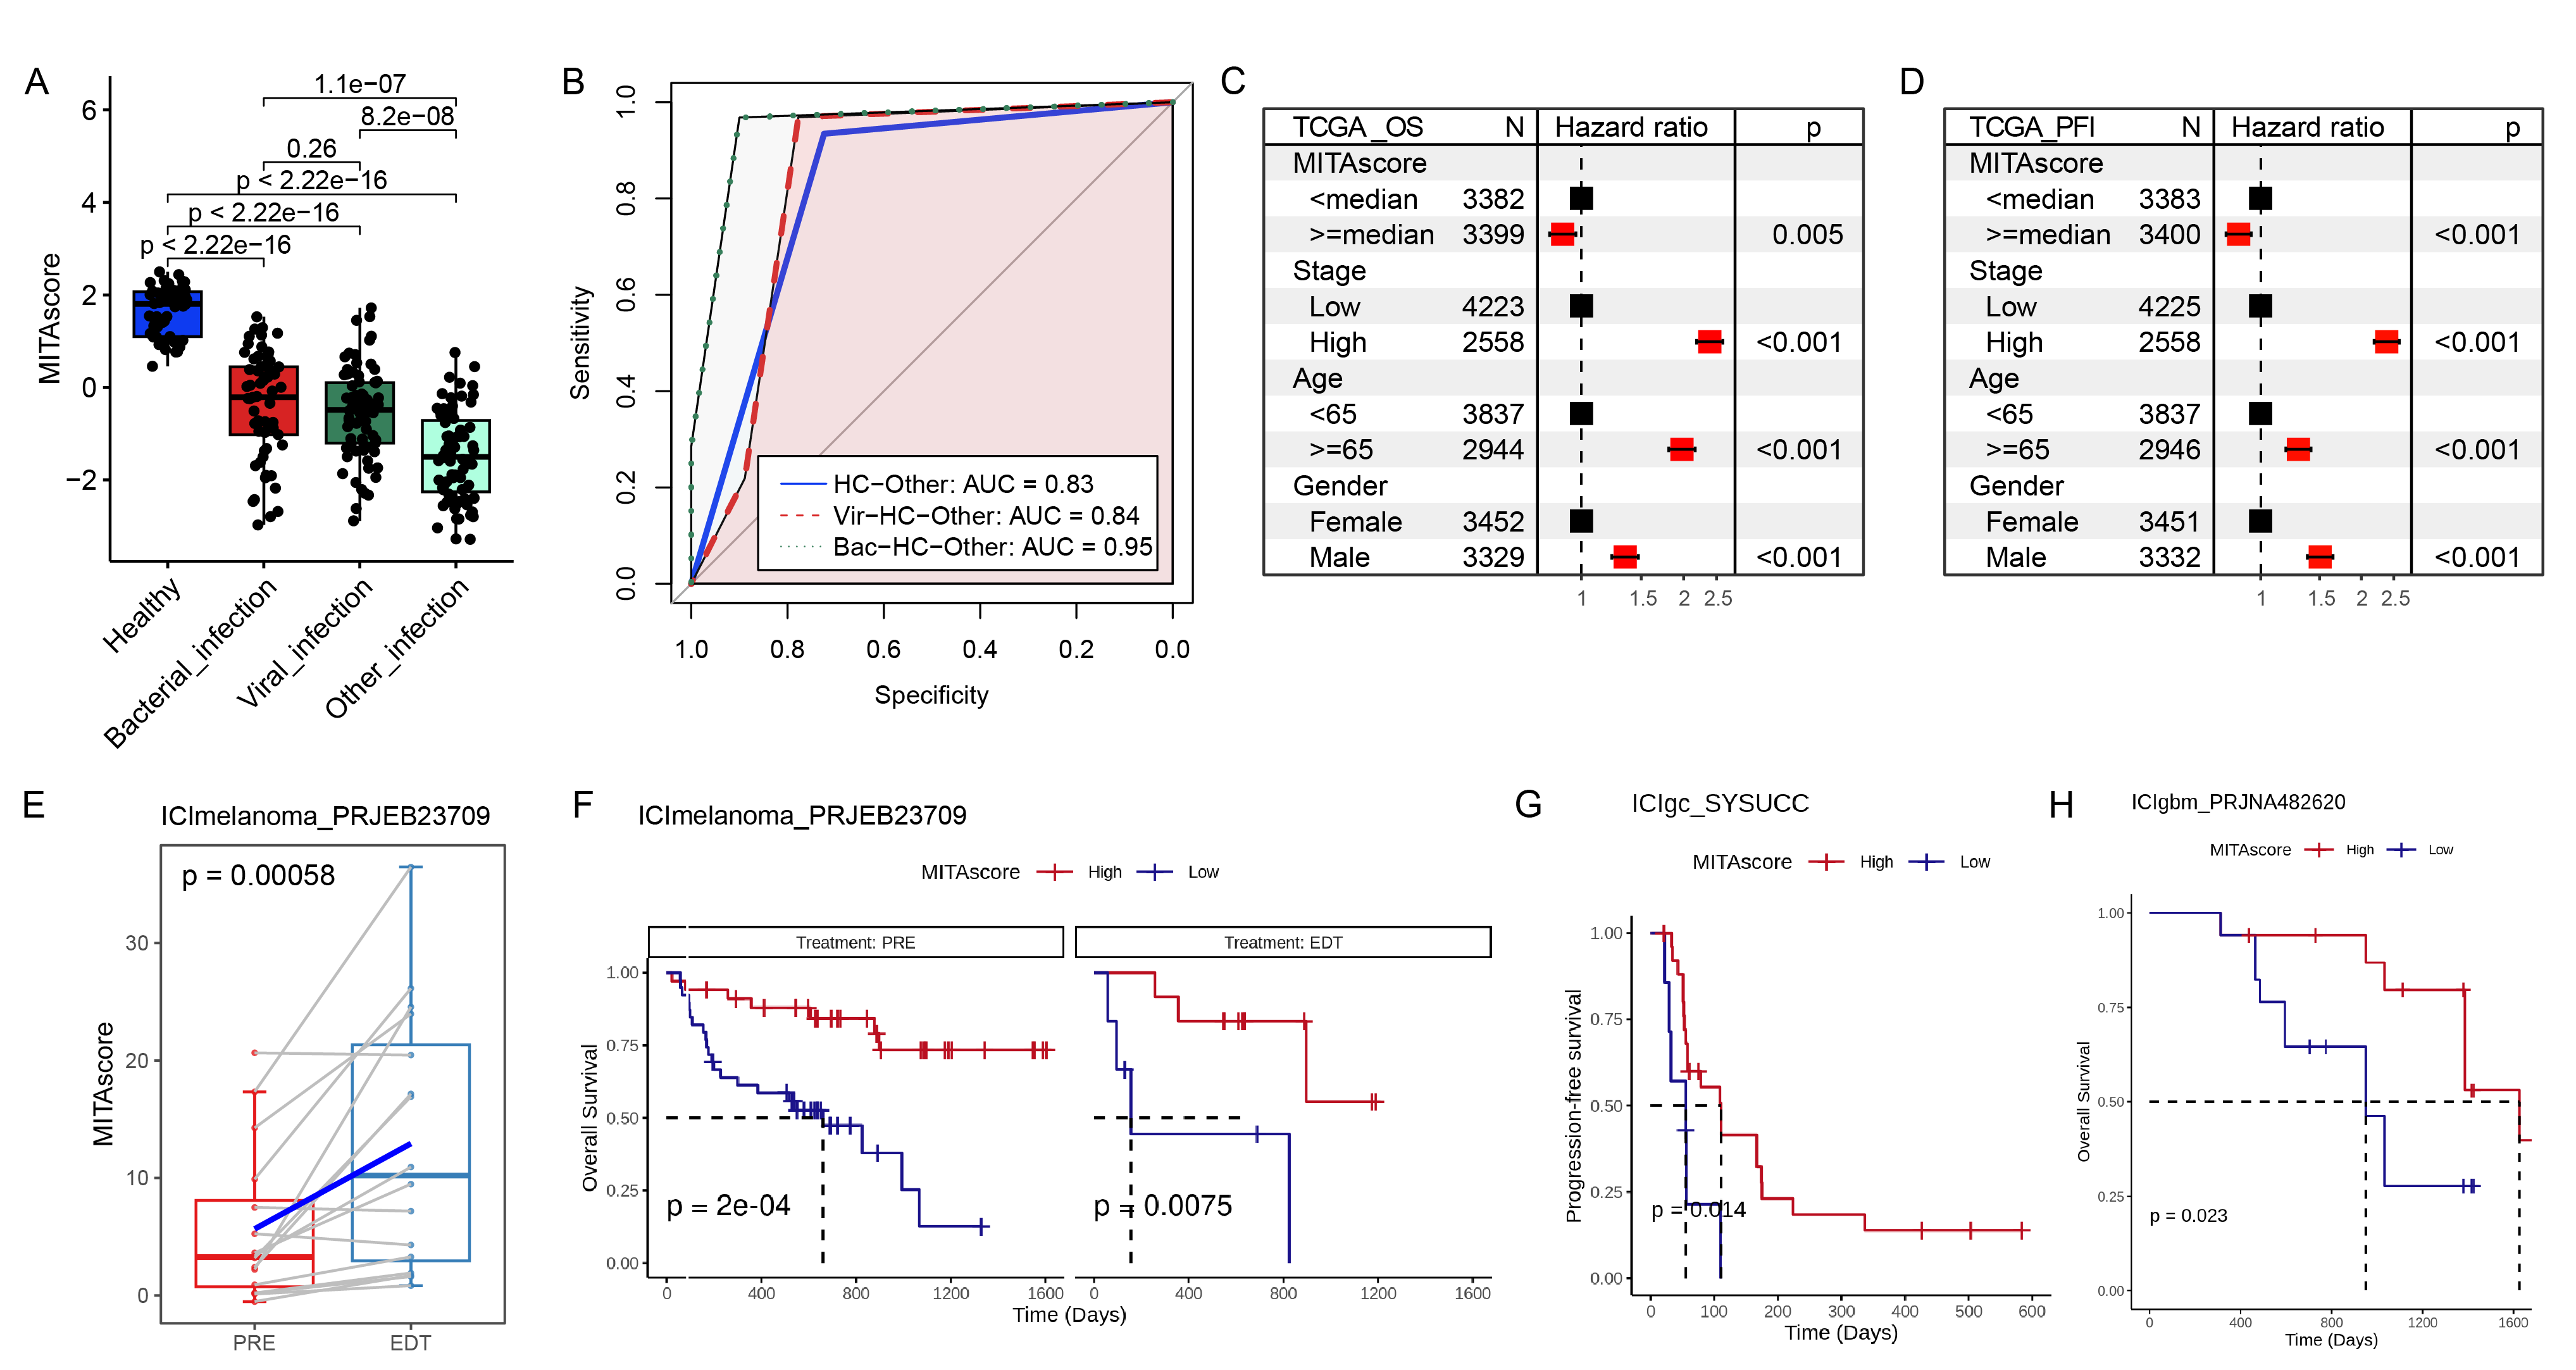 A
1.1e−07
8.2e−08
0.26
p < 2.22e−16
p < 2.22e−16
p < 2.22e−16
MITAscore
6
4
2
0
−2
Healthy
Bacterial_infection
Viral_infection
Other_infection
B
Sensitivity
1.0
0.8
0.6
0.4
0.2
0.0
HC−Other: AUC = 0.83
Vir−HC−Other: AUC = 0.84
Bac−HC−Other: AUC = 0.95
1.0 0.8 0.6 0.4 0.2 0.0
Specificity
C
TCGA_OS N Hazard ratio p
MITAscore
<median 3382
>=median 3399 0.005
Stage
Low 4223
High 2558 <0.001
Age
<65 3837
>=65 2944 <0.001
Gender
Female 3452
Male 3329 <0.001
1 1.5 2 2.5
D
TCGA_PFI N Hazard ratio p
MITAscore
<median 3383
>=median 3400 <0.001
Stage
Low 4225
High 2558 <0.001
Age
<65 3837
>=65 2946 <0.001
Gender
Female 3451
Male 3332 <0.001
1 1.5 2 2.5
E
ICImelanoma_PRJEB23709
p = 0.00058
MITAscore
30
20
10
0
PRE EDT
F
ICImelanoma_PRJEB23709
MITAscore High Low
Treatment: PRE Treatment: EDT
Overall Survival
1.00
0.75
0.50
0.25
0.00
p = 2e-04
p = 0.0075
0 400 800 1200 1600
0 400 800 1200 1600
Time (Days)
G
ICIgc_SYSUCC
MITAscore High Low
Progression-free survival
1.00
0.75
0.50
0.25
0.00
p = 0.014
0 100 200 300 400 500 600
Time (Days)
H
ICIgbm_PRJNA482620
MITAscore High Low
Overall Survival
1.00
0.75
0.50
0.25
0.00
p = 0.023
0 400 800 1200 1600
Time (Days)